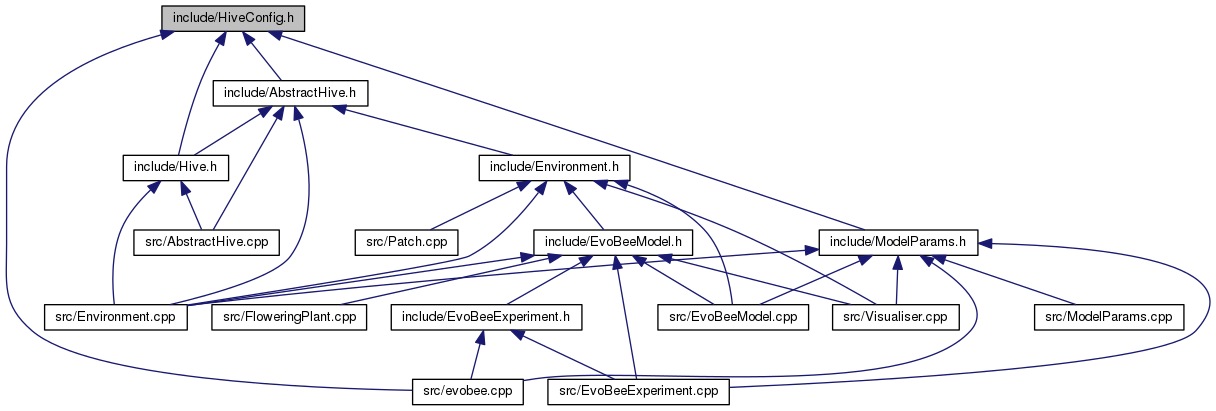 include/HiveConfig.h
include/AbstractHive.h
include/Hive.h
include/Environment.h
src/AbstractHive.cpp
src/Patch.cpp
include/EvoBeeModel.h
include/ModelParams.h
src/Environment.cpp
src/FloweringPlant.cpp
include/EvoBeeExperiment.h
src/EvoBeeModel.cpp
src/Visualiser.cpp
src/ModelParams.cpp
src/evobee.cpp
src/EvoBeeExperiment.cpp